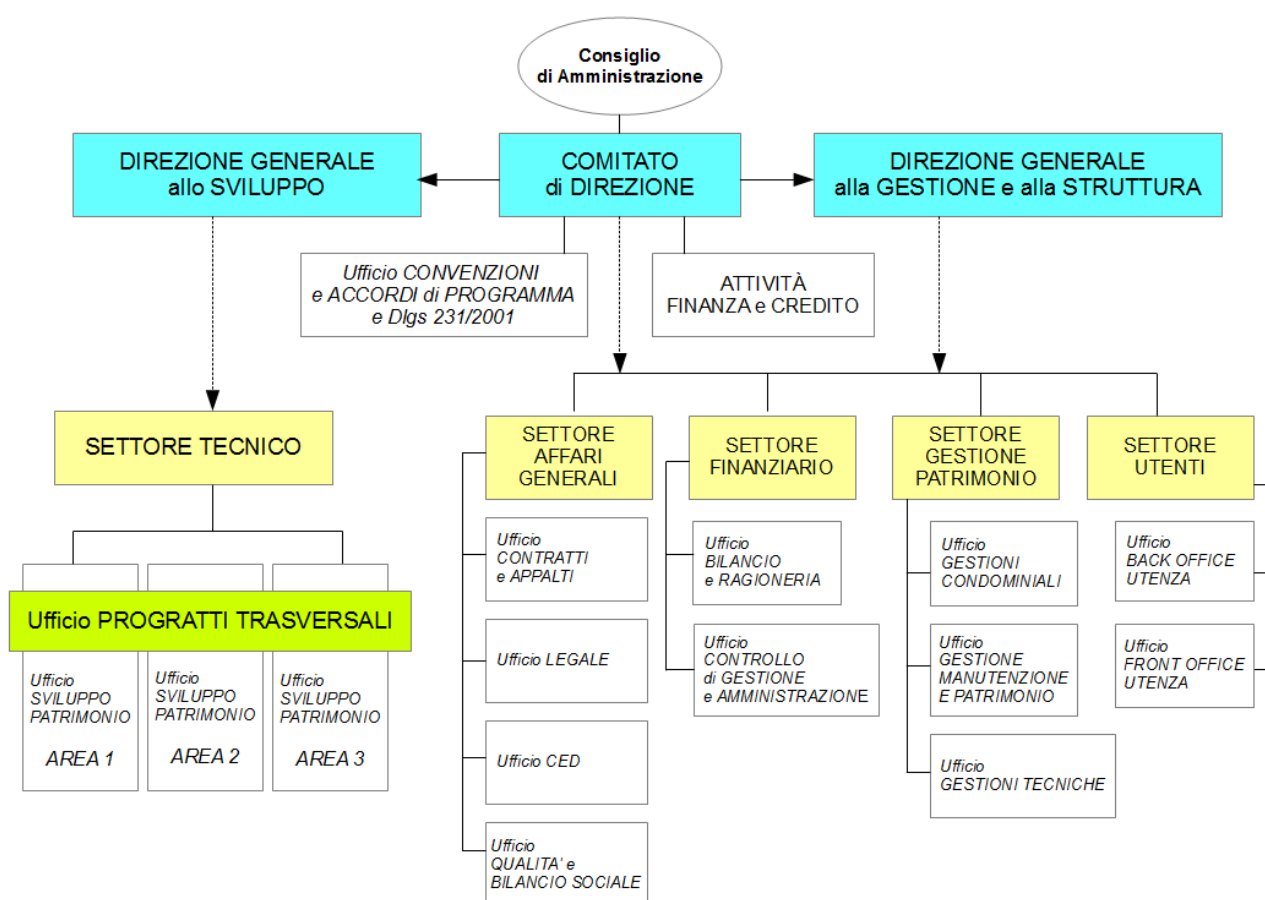 Consiglio
di Amministrazione
DIREZIONE GENERALE
allo SVILUPPO
COMITATO
di DIREZIONE
DIREZIONE GENERALE
alla GESTIONE e alla STRUTTURA
Ufficio CONVENZIONI
e ACCORDI di PROGRAMMA
e Dlgs 231/2001
ATTIVITÀ
FINANZA e CREDITO
SETTORE TECNICO
SETTORE
AFFARI
GENERALI
SETTORE
FINANZIARIO
SETTORE
GESTIONE
PATRIMONIO
SETTORE
UTENTI
Ufficio PROGRATTI TRASVERSALI
Ufficio
SVILUPPO
PATRIMONIO
AREA 1
Ufficio
SVILUPPO
PATRIMONIO
AREA 2
Ufficio
SVILUPPO
PATRIMONIO
AREA 3
Ufficio
CONTRATTI
e APPALTI
Ufficio LEGALE
Ufficio CED
Ufficio
QUALITA' e
BILANCIO SOCIALE
Ufficio
BILANCIO
e RAGIONERIA
Ufficio
CONTROLLO
di GESTIONE
e AMMINISTRAZIONE
Ufficio
GESTIONI
CONDOMINIALI
Ufficio
GESTIONE
MANUTENZIONE
E PATRIMONIO
Ufficio
GESTIONI TECNICHE
Ufficio
BACK OFFICE
UTENZA
Ufficio
FRONT OFFICE
UTENZA